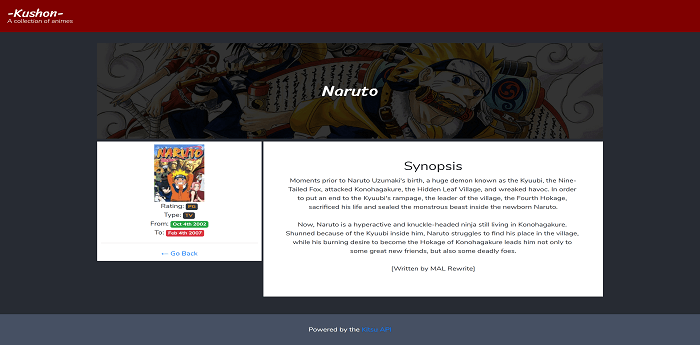 -Kushon-
A collection of animes
Naruto
NARUTO
Rating: PG
Type: TV
From: Oct 4th 2002
To: Feb 4th 2007
← Go Back
Synopsis
Moments prior to Naruto Uzumaki's birth, a huge demon known as the Kyuubi, the Nine-
Tailed Fox, attacked Konohagakure, the Hidden Leaf Village, and wreaked havoc. In order
to put an end to the Kyuubi's rampage, the leader of the village, the Fourth Hokage,
sacrificed his life and sealed the monstrous beast inside the newborn Naruto.
Now, Naruto is a hyperactive and knuckle-headed ninja still living in Konohagakure.
Shunned because of the Kyuubi inside him, Naruto struggles to find his place in the village,
while his burning desire to become the Hokage of Konohagakure leads him not only to
some great new friends, but also some deadly foes.
[Written by MAL Rewrite]
Powered by the Kitsu API